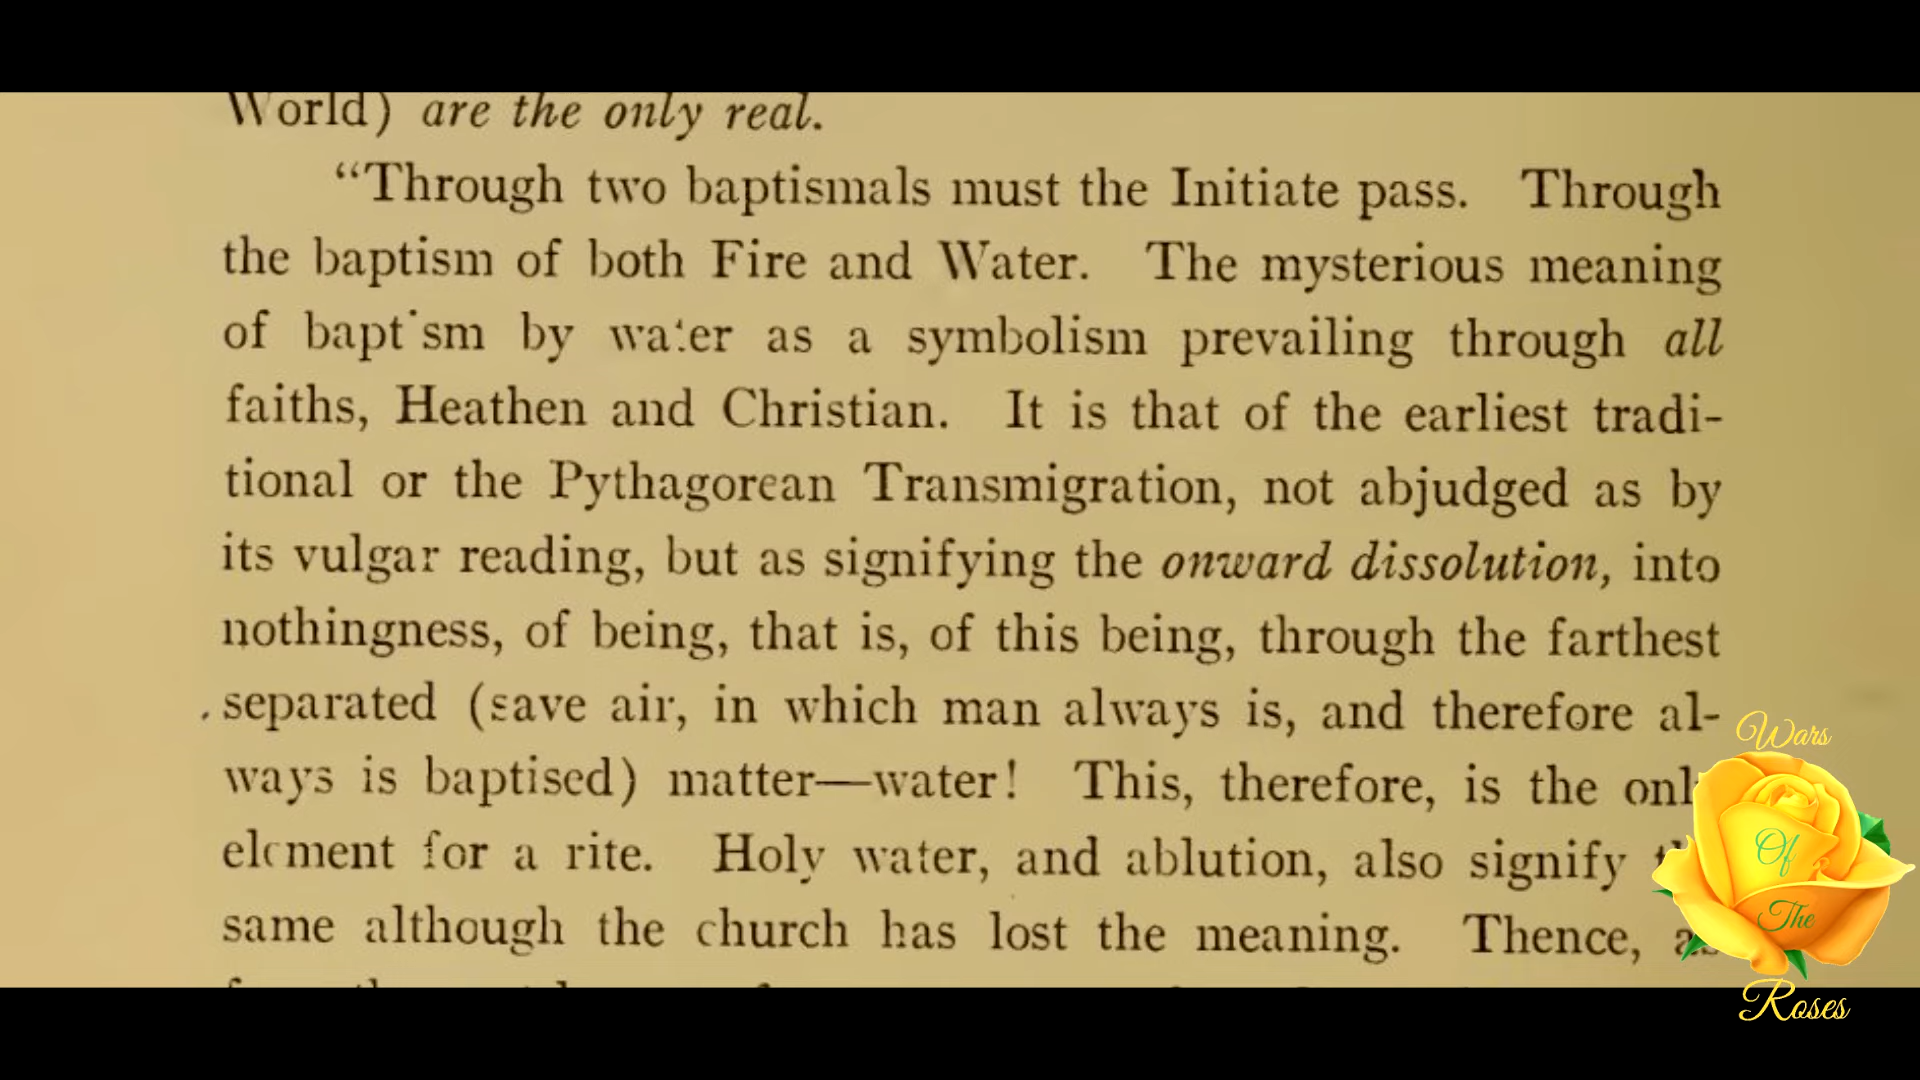 World) are the only real.
“Through two baptismals must the Initiate pass. Through
the baptism of both Fire and Water. The mysterious meaning
of baptism by water as a symbolism prevailing through all
faiths, Heathen and Christian. It is that of the earliest tradi-
tional or the Pythagorean Transmigration, not abjudged as by
its vulgar reading, but as signifying the onward dissolution, into
nothingness, of being, that is, of this being, through the farthest
separated (save air, in which man always is, and therefore al-
ways is baptised) matter—water! This, therefore, is the
element for a rite. Holy water, and ablution, also signify
same although the church has lost the meaning. Thence,
Wars
Of
The
Roses